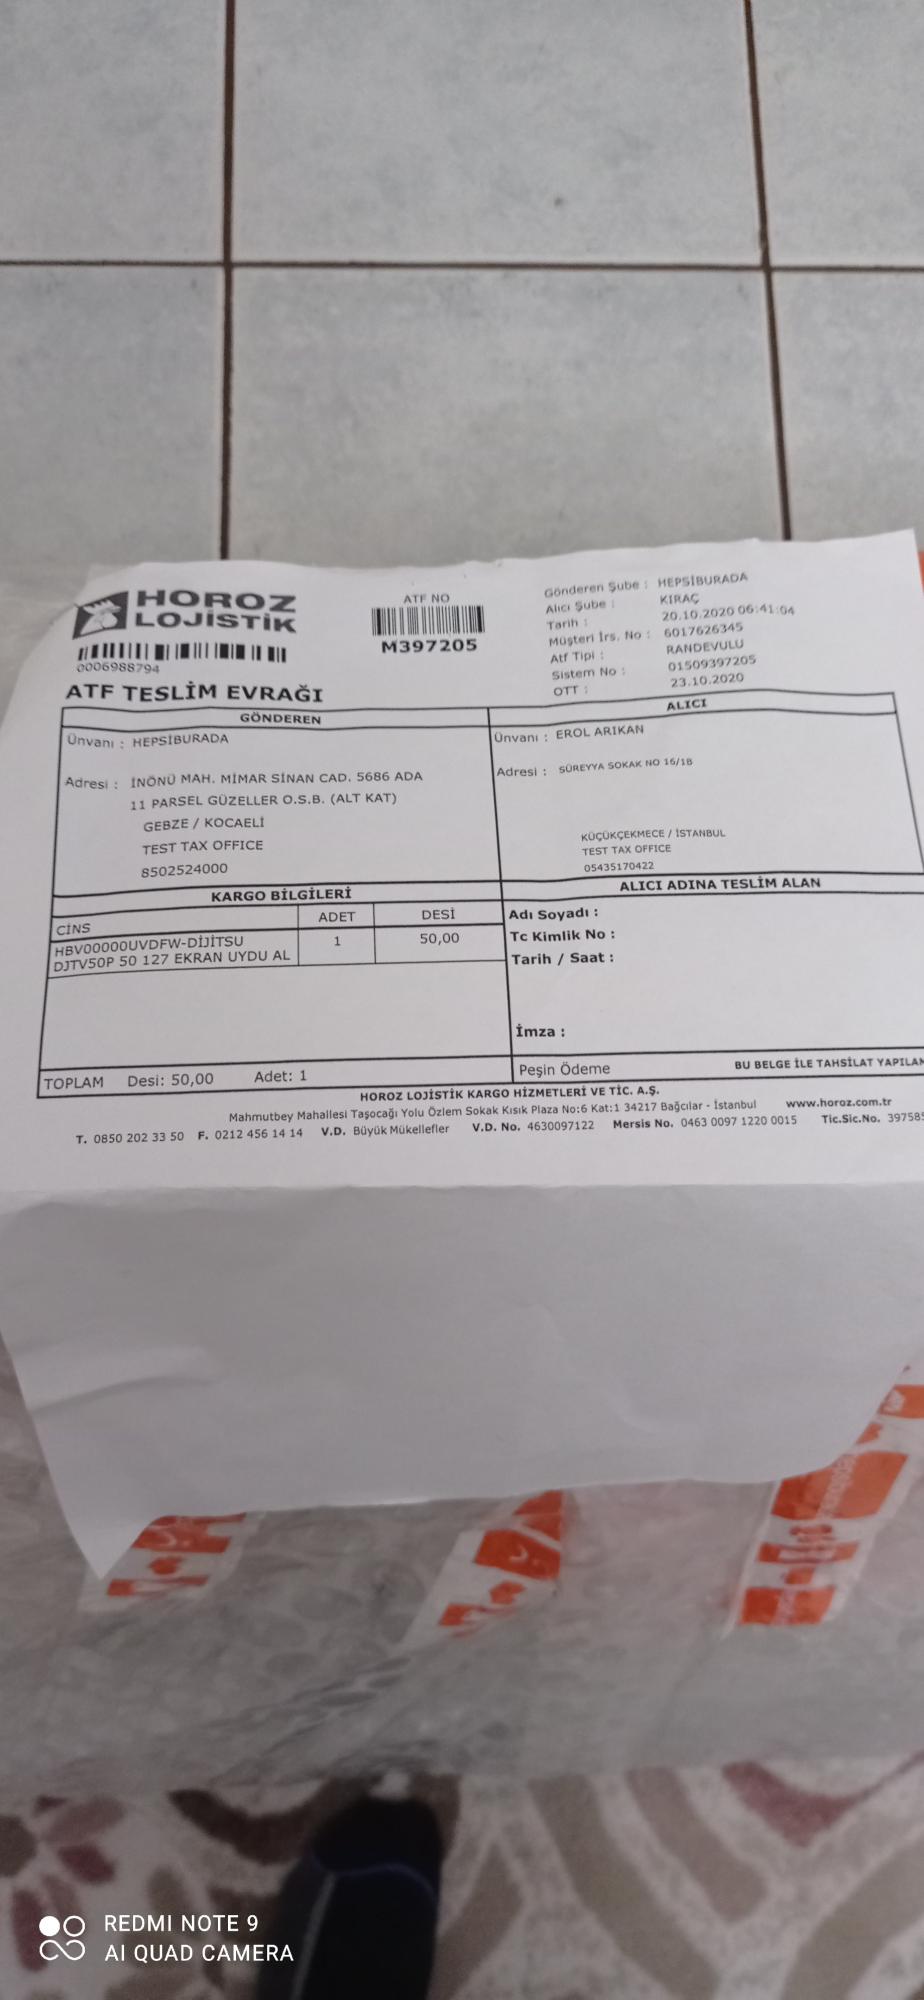 HOROZ
LOJİSTİK
0006988794
ATF NO
M397205
Gönderen Şube : HEPSİBURADA
Alıcı Şube : KIRAÇ
Tarih : 20.10.2020 06:41:04
Müşteri İrs. No : 6017626345
Atf Tipi : RANDEVULU
Sistem No : 01509397205
OTT : 23.10.2020
ATF TESLİM EVRAĞI
GÖNDEREN
Ünvanı : HEPSİBURADA
Adresi : İNÖNÜ MAH. MİMAR SİNAN CAD. 5686 ADA
11 PARSEL GÜZELLER O.S.B. (ALT KAT)
GEBZE / KOCAELİ
TEST TAX OFFICE
8502524000
ALICI
Ünvanı : EROL ARIKAN
Adresi : SÜREYYA SOKAK NO 16/18
KÜÇÜKÇEKMECE / İSTANBUL
TEST TAX OFFICE
05435170422
KARGO BİLGİLERİ
CİNS ADET DESİ
HBV00000UVDFW-DİJİTSU 1 50,00
DJTV50P 50 127 EKRAN UYDU AL
ALICI ADINA TESLİM ALAN
Adı Soyadı :
Tc Kimlik No :
Tarih / Saat :
İmza :
TOPLAM Desi: 50,00 Adet: 1
Peşin Ödeme BU BELGE İLE TAHSİLAT YAPILAN
HOROZ LOJİSTİK KARGO HİZMETLERİ VE TİC. A.Ş.
Mahmutbey Mahallesi Taşocağı Yolu Özlem Sokak Kısık Plaza No:6 Kat:1 34217 Bağcılar - İstanbul www.horoz.com.tr
T. 0850 202 33 50 F. 0212 456 14 14 V.D. Büyük Mükellefler V.D. No. 4630097122 Mersis No. 0463 0097 1220 0015 Tic.Sic.No. 397585
REDMI NOTE 9
AI QUAD CAMERA